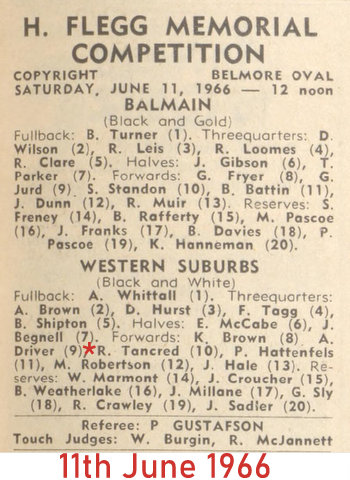 H. FLEGG MEMORIAL
COMPETITION
COPYRIGHT BELMORE OVAL
SATURDAY, JUNE 11, 1966 — 12 noon
BALMAIN
(Black and Gold)
Fullback: B. Turner (1). Threequarters: D.
Wilson (2), R. Leis (3), R. Loomes (4),
R. Clare (5). Halves: J. Gibson (6), T.
Parker (7). Forwards: G. Fryer (8), G.
Jurd (9) S. Standon (10), B. Battin (11),
J. Dunn (12), R. Muir (13). Reserves: S.
Freney (14), B. Rafferty (15), M. Pascoe
(16), J. Franks (17), B. Davies (18), P.
Pascoe (19), K. Hanneman (20).
WESTERN SUBURBS
(Black and White)
Fullback: A. Whittall (1). Threequarters:
A. Brown (2), D. Hurst (3), F. Tagg (4),
B. Shipton (5). Halves: E. McCabe (6), J.
Begnell (7). Forwards: K. Brown (8) A.
Driver (9)* R. Tancred (10), P. Hattenfels
(11), M. Robertson (12), J. Hale (13). Re-
serves: W. Marmont (14), J. Croucher (15),
B. Weatherlake (16), J. Millane (17), G. Sly
(18), R. Crawley (19), J. Sadier (20).
Referee: P GUSTAFSON
Touch Judges: W. Burgin, R. McJannett
11th June 1966